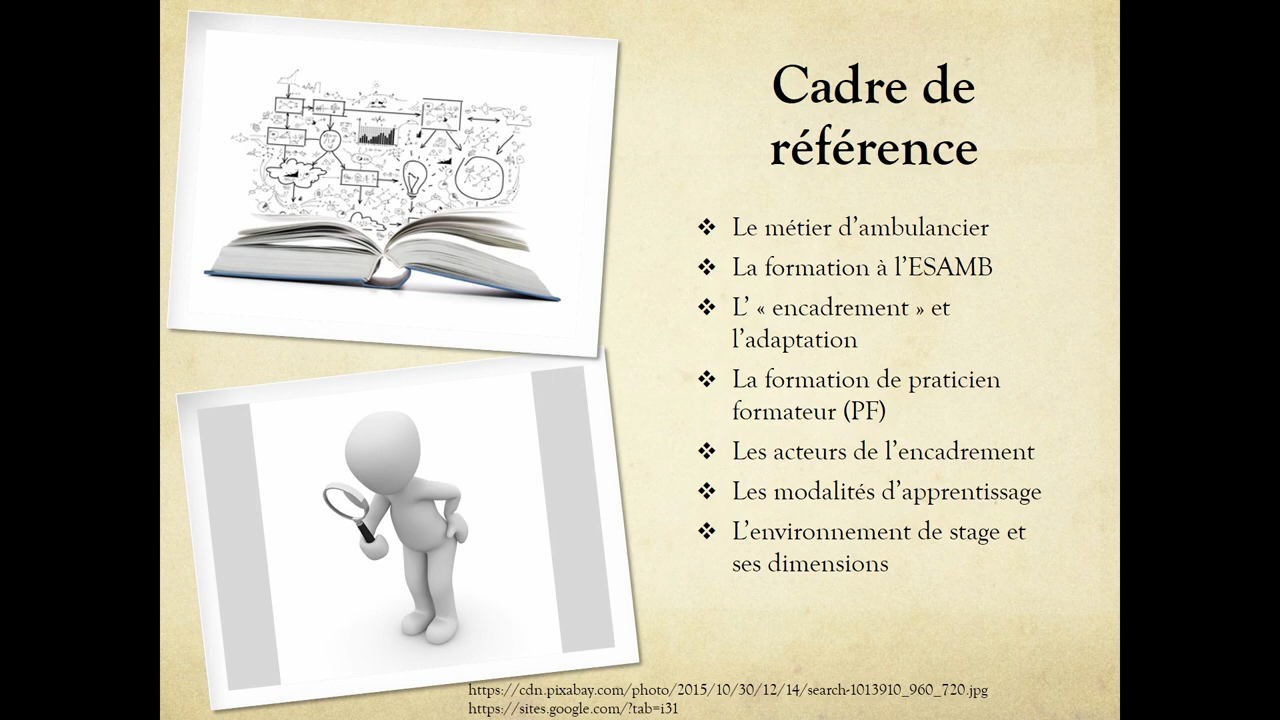 Cadre de
référence
❖ Le métier d’ambulancier
❖ La formation à l’ESAMB
❖ L’ « encadrement » et
l’adaptation
❖ La formation de praticien
formateur (PF)
❖ Les acteurs de l’encadrement
❖ Les modalités d’apprentissage
❖ L’environnement de stage et
ses dimensions
https://cdn.pixabay.com/photo/2015/10/30/12/14/search-1013910_960_720.jpg
https://sites.google.com/?tab=i31